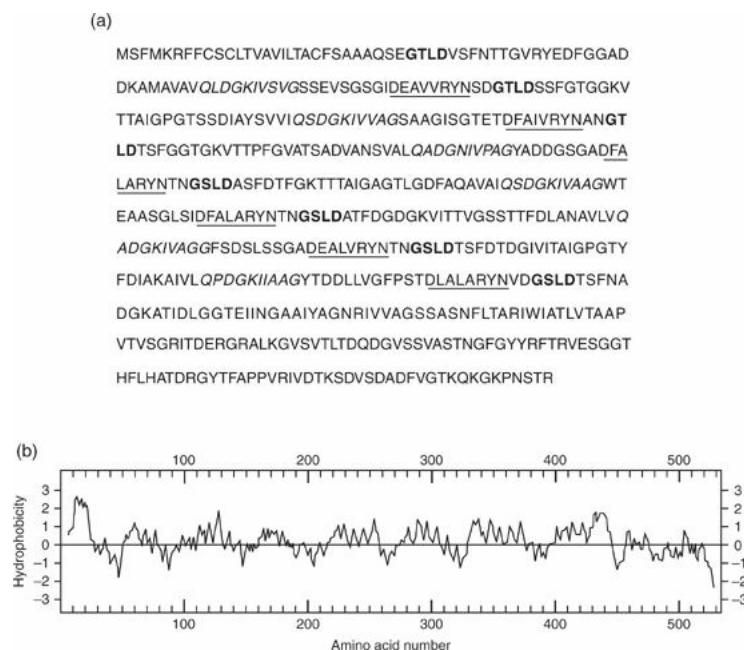 (a)
MSFMKRFFCSCLTVAVILTACFSAAAQSEGTLDVSFNTTGVRYEDFGGAD
DKAMAVAVQLDGKIVSVGSSEVSGSGIDEAVVRYNSDGTLDSSFGTGGKV
TTAIGPGTSSDIAYSVVIQSDGKIVVAGSAAGISGTETDFAIVRYNANGT
LDTSFGGTGKVTTPFGVATSADVANSVALQADGNIVPAGYADDGSGADFA
LARYNTNGSLDASFDTFGKTTTAIGAGTLGDFAQAVAIQSDGKIVAAGWT
EAASGLSIDFALARYNTNGSLDATFDGDGKVITTVGSSTTFDLANAVLVQ
ADGKIVAGGFSDSLSSGADEALVRYNTNGSLDTSFDTDGIVITAIGPGTY
FDIAKAIVLQPDGKIIAAGYTDDLLVGFPSTDLALARYNVDGSLDTSFNA
DGKATIDLGGTEIINGAAIYAGNRIVVAGSSASNFLTARIWIATLVTAAP
VTVSGRITDERGRALKGVSVTLTDQDGVSSVASTNGFGYYRFTRVESGGT
HFLHATDRGYTFAPPVRIVDTKSDVSDADFVGTKQKGKPNSTR
(b)
100 200 300 400 500
3 3
2 2
1 1
0 0
–1 –1
–2 –2
–3 –3
Hydrophobicity
100 200 300 400 500
Amino acid number